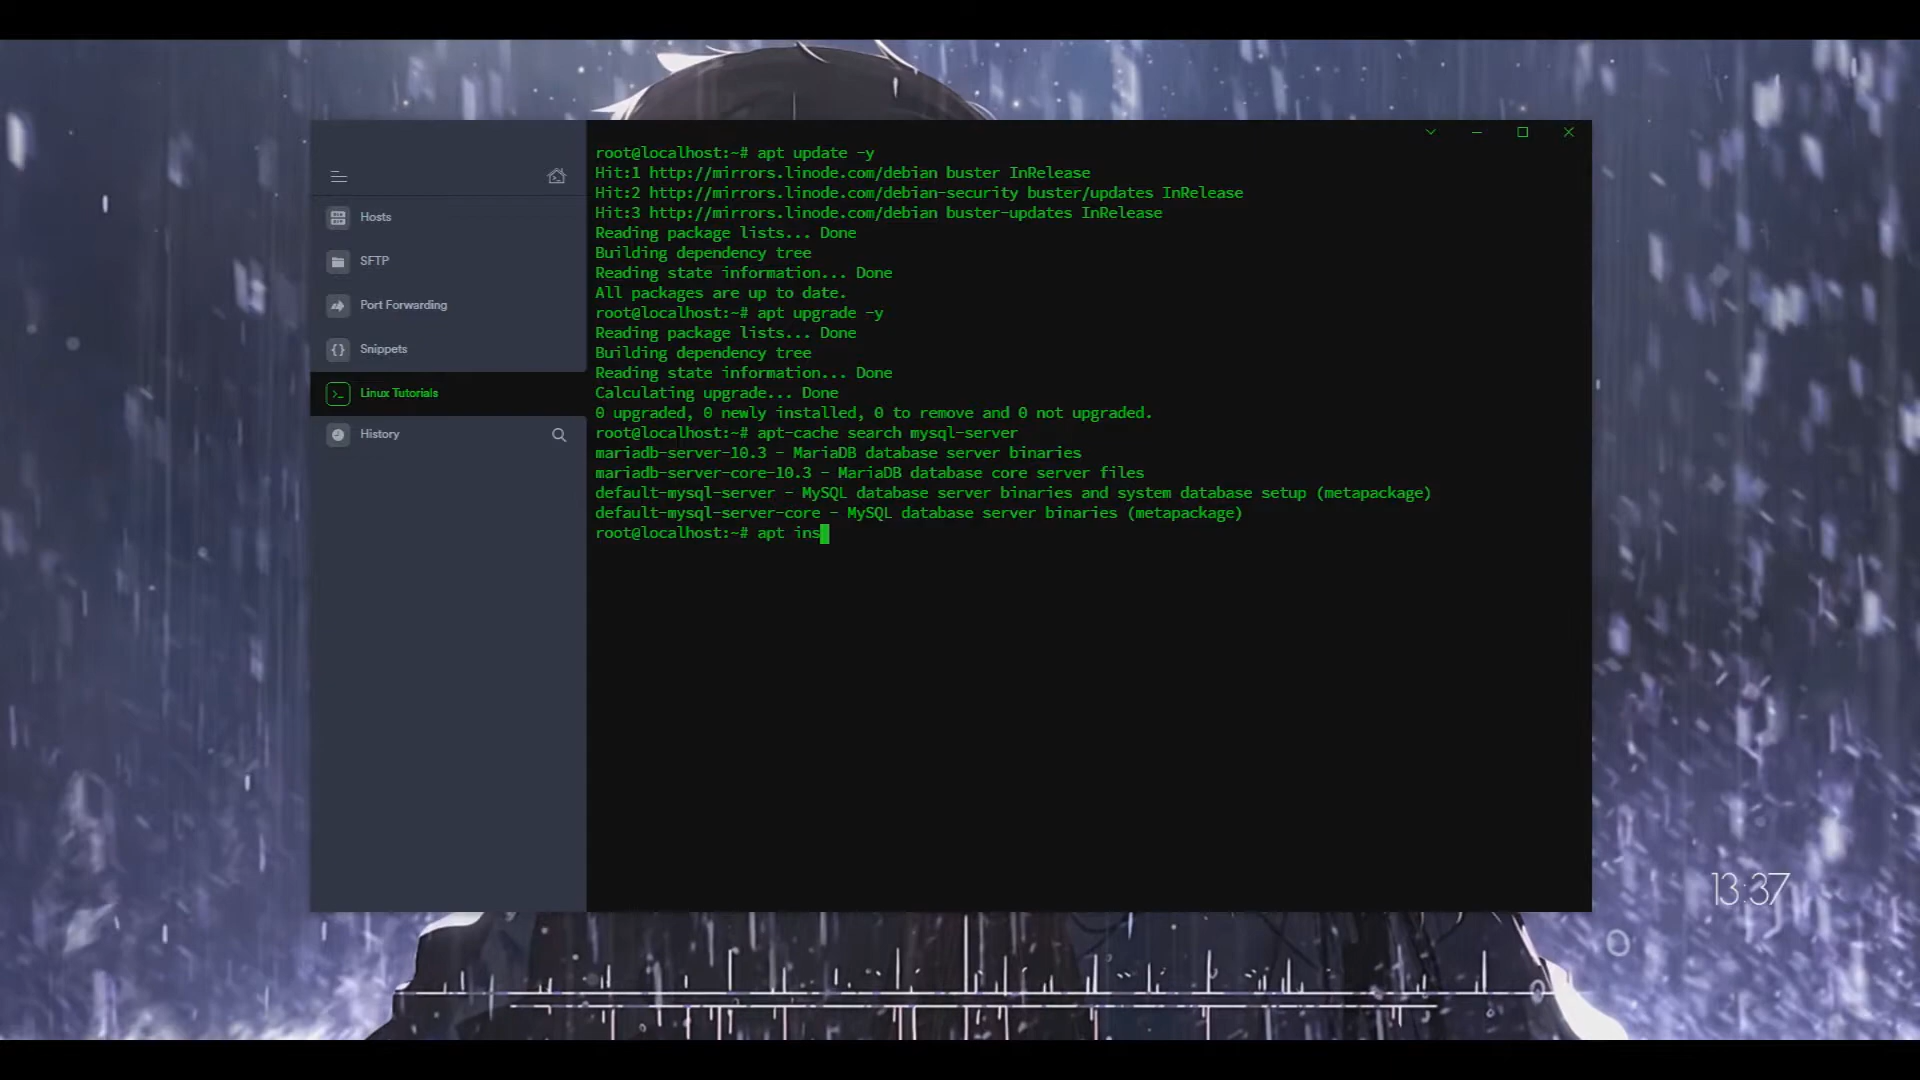 Hosts
SFTP
Port Forwarding
Snippets
Linux Tutorials
History
root@localhost:~# apt update -y
Hit:1 http://mirrors.linode.com/debian buster InRelease
Hit:2 http://mirrors.linode.com/debian-security buster/updates InRelease
Hit:3 http://mirrors.linode.com/debian buster-updates InRelease
Reading package lists... Done
Building dependency tree
Reading state information... Done
All packages are up to date.
root@localhost:~# apt upgrade -y
Reading package lists... Done
Building dependency tree
Reading state information... Done
Calculating upgrade... Done
0 upgraded, 0 newly installed, 0 to remove and 0 not upgraded.
root@localhost:~# apt-cache search mysql-server
mariadb-server-10.3 - MariaDB database server binaries
mariadb-server-core-10.3 - MariaDB database core server files
default-mysql-server - MySQL database server binaries and system database setup (metapackage)
default-mysql-server-core - MySQL database server binaries (metapackage)
root@localhost:~# apt ins
13:37